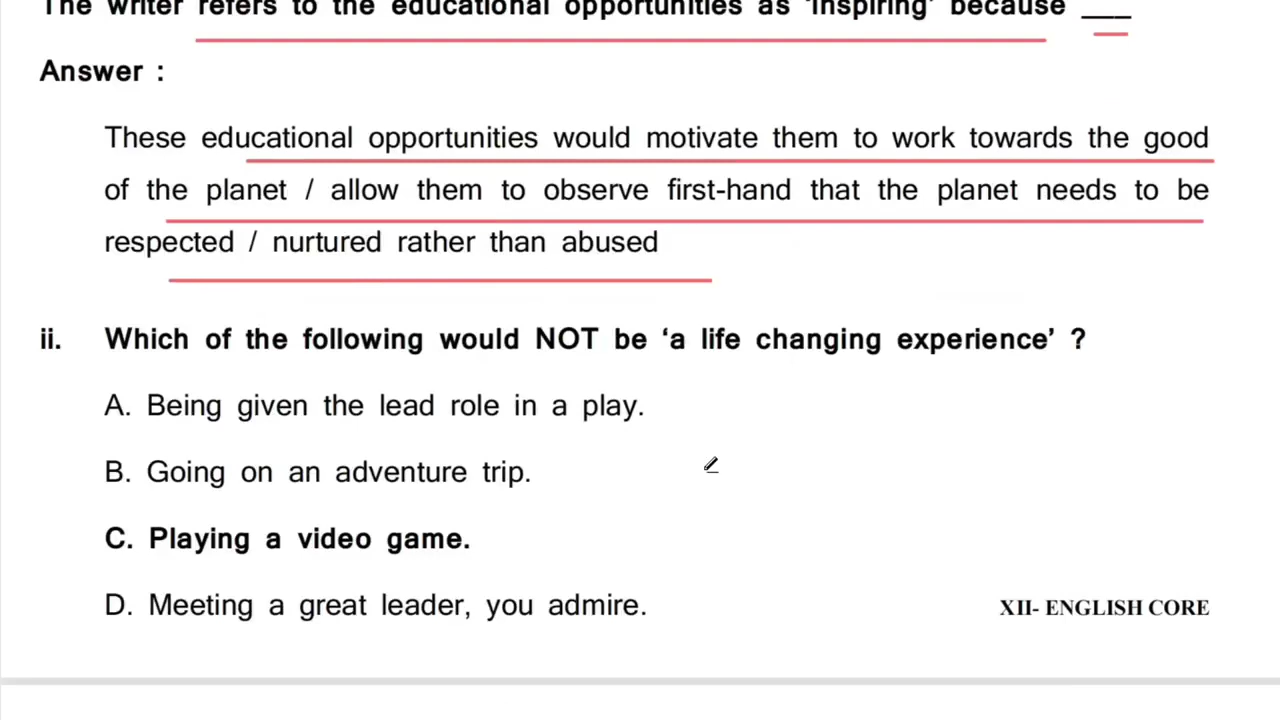 The writer refers to the educational opportunities as ‘inspiring’ because ___
Answer :
These educational opportunities would motivate them to work towards the good
of the planet / allow them to observe first-hand that the planet needs to be
respected / nurtured rather than abused
ii. Which of the following would NOT be ‘a life changing experience’ ?
A. Being given the lead role in a play.
B. Going on an adventure trip.
C. Playing a video game.
D. Meeting a great leader, you admire.
XII- ENGLISH CORE